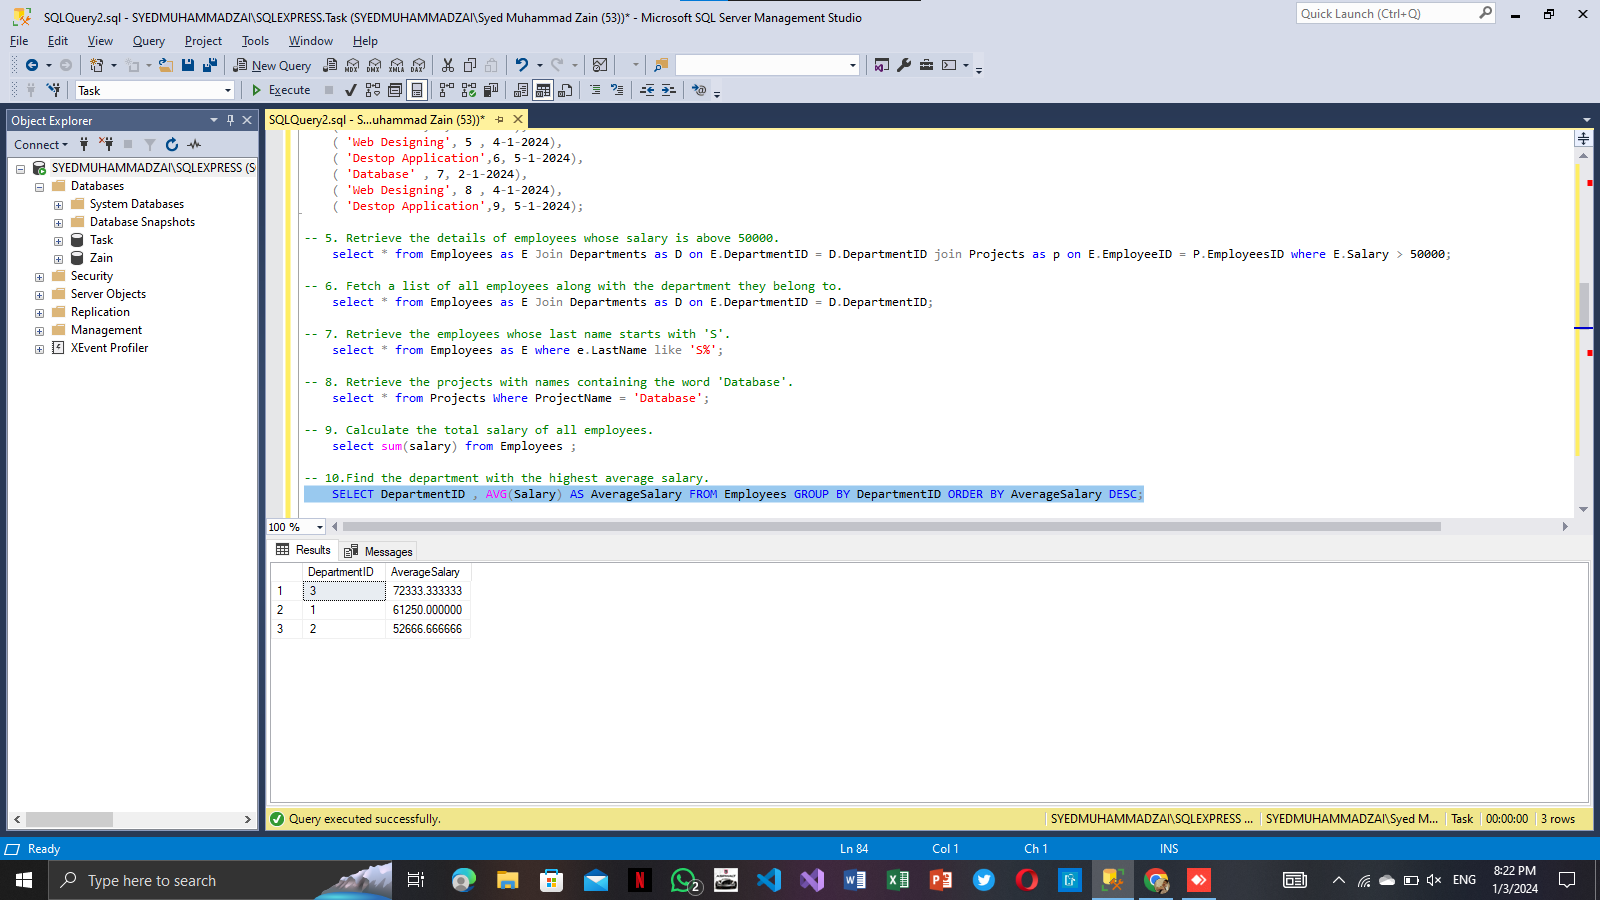 SQLQuery2.sql - SYEDMUHAMMADZAI\SQLEXPRESS.Task (SYEDMUHAMMADZAI\Syed Muhammad Zain (53))* - Microsoft SQL Server Management Studio
Quick Launch (Ctrl+Q)
File Edit View Query Project Tools Window Help
New Query
MDX DMX XMLA DAX
Task
Execute
Object Explorer
SQLQuery2.sql - S...uhammad Zain (53))*
Connect
SYEDMUHAMMADZAI\SQLEXPRESS (S
Databases
System Databases
Database Snapshots
Task
Zain
Security
Server Objects
Replication
Management
XEvent Profiler
( 'Web Designing', 5 , 4-1-2024),
( 'Destop Application',6, 5-1-2024),
( 'Database' , 7, 2-1-2024),
( 'Web Designing', 8 , 4-1-2024),
( 'Destop Application',9, 5-1-2024);
-- 5. Retrieve the details of employees whose salary is above 50000.
select * from Employees as E Join Departments as D on E.DepartmentID = D.DepartmentID join Projects as p on E.EmployeeID = P.EmployeesID where E.Salary > 50000;
-- 6. Fetch a list of all employees along with the department they belong to.
select * from Employees as E Join Departments as D on E.DepartmentID = D.DepartmentID;
-- 7. Retrieve the employees whose last name starts with 'S'.
select * from Employees as E where e.LastName like 'S%';
-- 8. Retrieve the projects with names containing the word 'Database'.
select * from Projects Where ProjectName = 'Database';
-- 9. Calculate the total salary of all employees.
select sum(salary) from Employees ;
-- 10.Find the department with the highest average salary.
SELECT DepartmentID , AVG(Salary) AS AverageSalary FROM Employees GROUP BY DepartmentID ORDER BY AverageSalary DESC;
100 %
Results Messages
DepartmentID AverageSalary
1 3 72333.333333
2 1 61250.000000
3 2 52666.666666
Query executed successfully.
SYEDMUHAMMADZAI\SQLEXPRESS ... SYEDMUHAMMADZAI\Syed M... Task 00:00:00 3 rows
Ready Ln 84 Col 1 Ch 1 INS
Type here to search
2
ENG
8:22 PM
1/3/2024